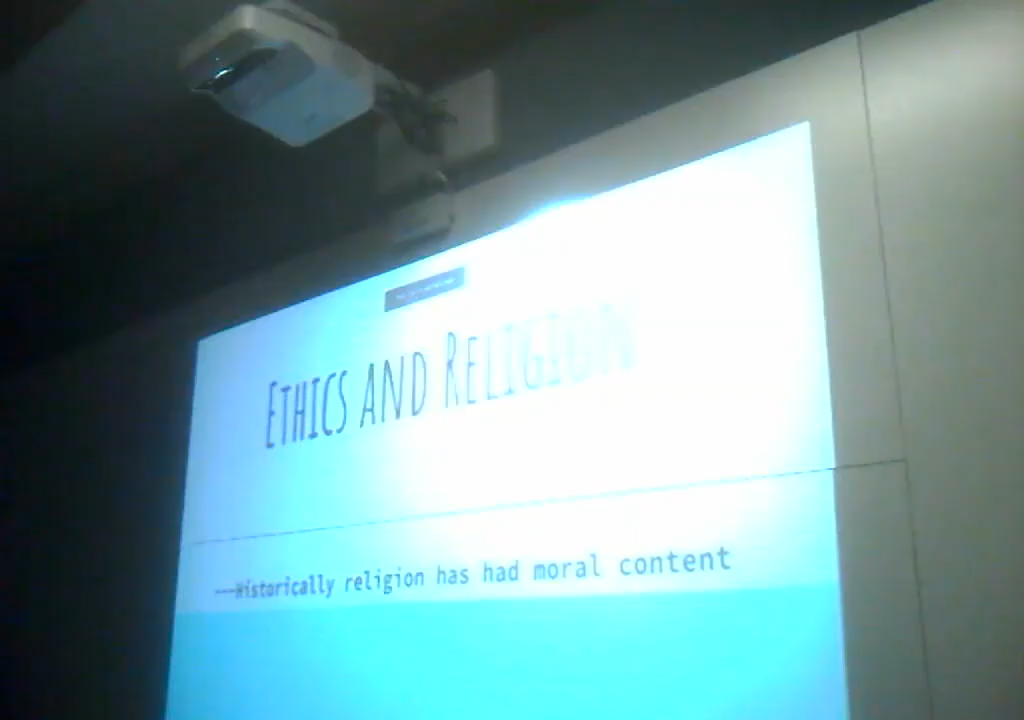 ETHICS AND RELIGION
---Historically religion has had moral content